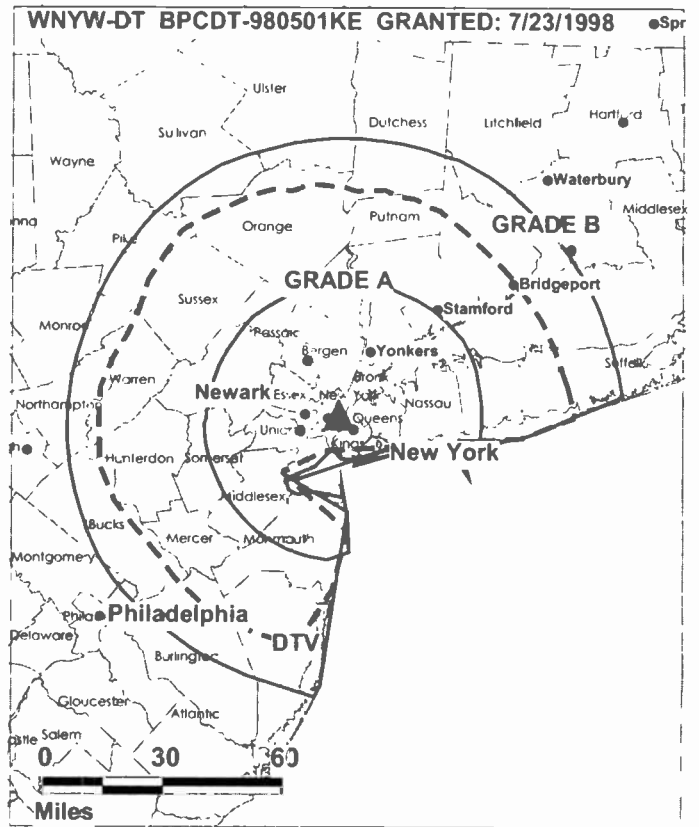 WNYW-DT BPCDT-980501KE GRANTED: 7/23/1998
Spr
Ulster
Dutchess
Litchfield
Hartford
Sullivan
Wayne
Waterbury
Middlesex
Putnam
Orange
GRADE B
Pike
GRADE A
Bridgeport
Sussex
Stamford
Monroe
Passaic
Bergen
Yonkers
Suffolk
Bronx
Warren
Newark
Essex
New York
Nassau
Northampton
Queens
Union
Kings
New York
Hunterdon
Somerset
Middlesex
Bucks
Mercer
Monmouth
Montgomery
Philadelphia
Delaware
DTV
Burlington
Gloucester
Atlantic
Salem
0 30 60
Miles